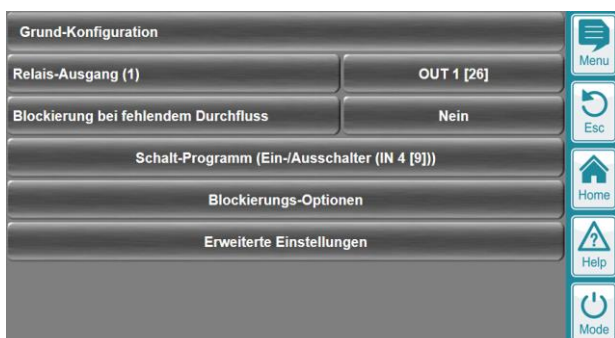 Grund-Konfiguration
Menu
Relais-Ausgang (1) OUT 1 [26]
Blockierung bei fehlendem Durchfluss Nein
Esc
Schalt-Programm (Ein-/Ausschalter (IN 4 [9]))
Blockierungs-Optionen
Home
Erweiterte Einstellungen
?
Help
Mode